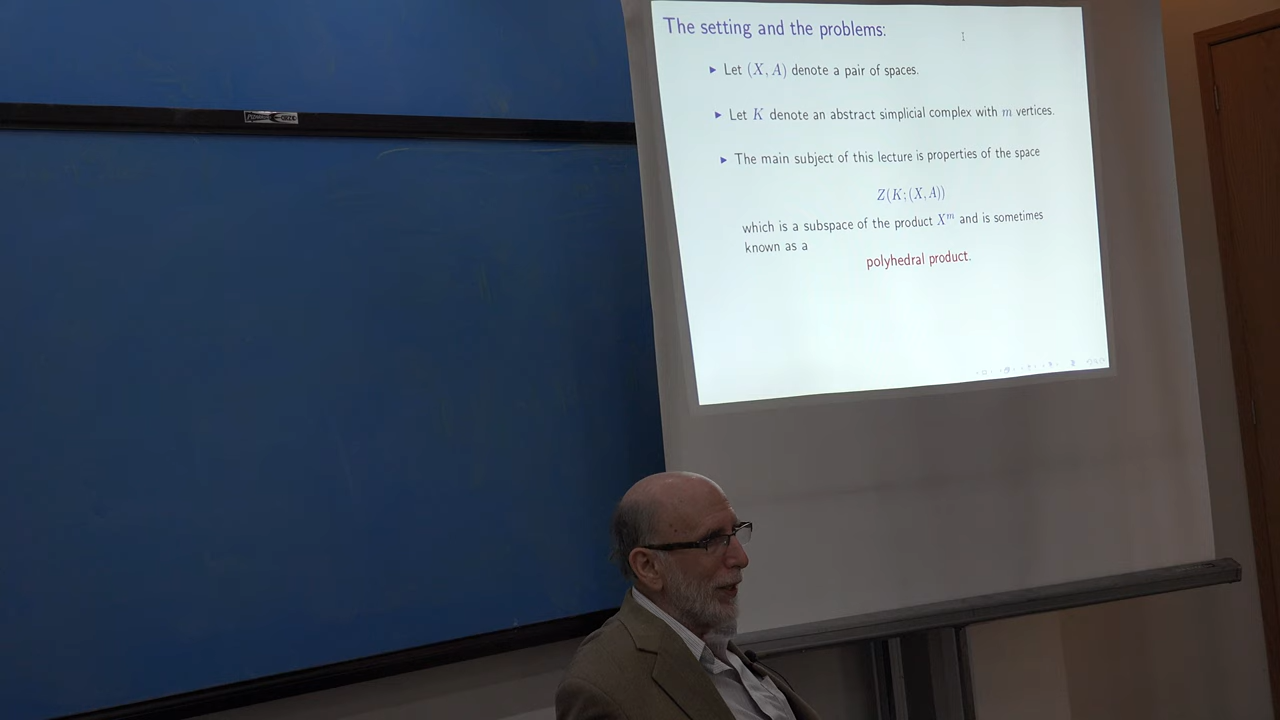 The setting and the problems:
▶ Let (X, A) denote a pair of spaces.
▶ Let K denote an abstract simplicial complex with m vertices.
▶ The main subject of this lecture is properties of the space
Z(K; (X, A))
which is a subspace of the product X^m and is sometimes
known as a
polyhedral product.